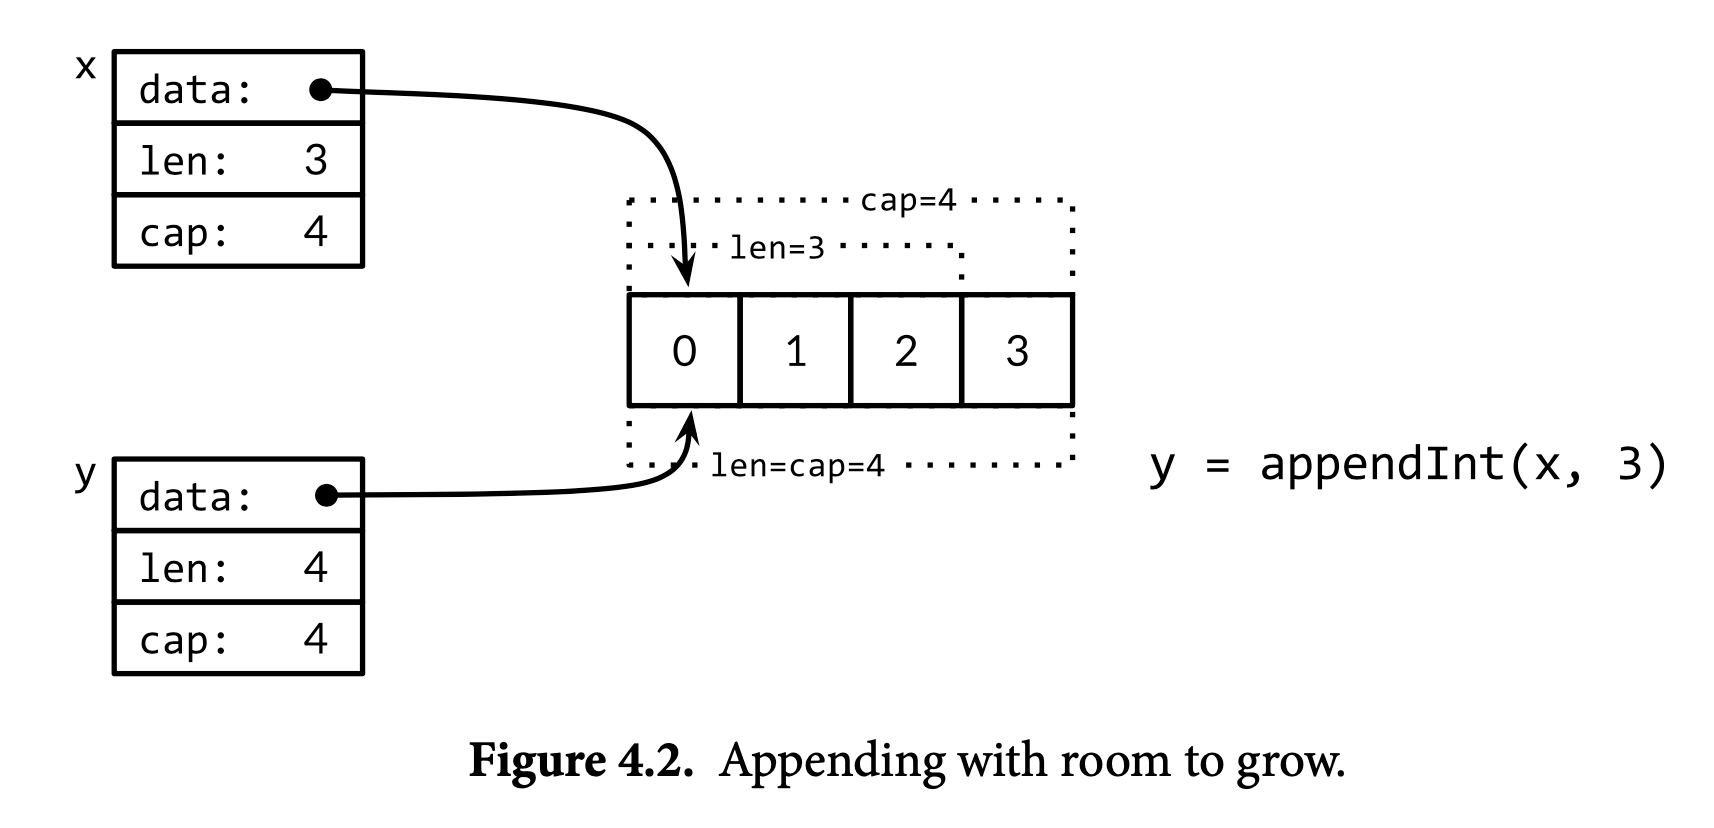 x
data:
len: 3
cap: 4
cap=4
len=3
0 1 2 3
len=cap=4
y = appendInt(x, 3)
y
data:
len: 4
cap: 4
Figure 4.2. Appending with room to grow.